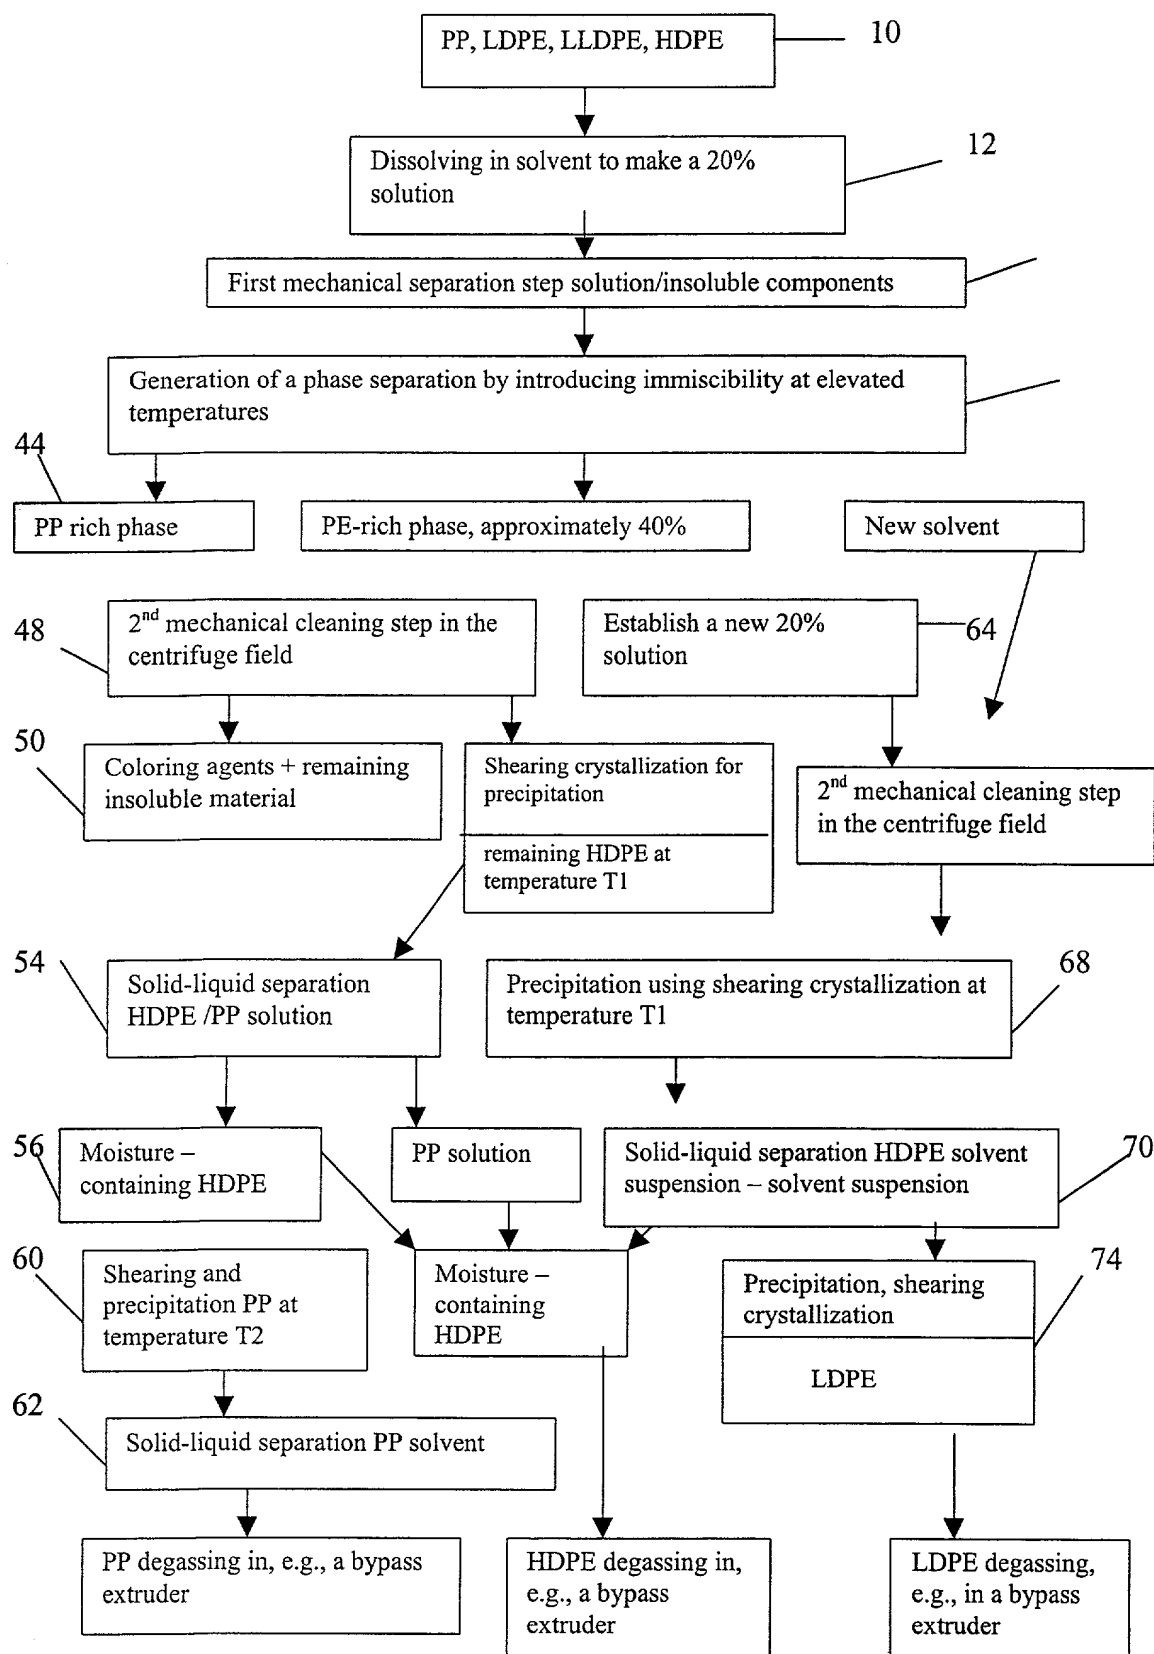 PP, LDPE, LLDPE, HDPE
10
Dissolving in solvent to make a 20%
solution
12
First mechanical separation step solution/insoluble components
Generation of a phase separation by introducing immiscibility at elevated
temperatures
44
PP rich phase
PE-rich phase, approximately 40%
New solvent
48
2nd mechanical cleaning step in the
centrifuge field
Establish a new 20%
solution
64
50
Coloring agents + remaining
insoluble material
Shearing crystallization for
precipitation
remaining HDPE at
temperature T1
2nd mechanical cleaning step
in the centrifuge field
54
Solid-liquid separation
HDPE /PP solution
Precipitation using shearing crystallization at
temperature T1
68
56
Moisture –
containing HDPE
PP solution
Solid-liquid separation HDPE solvent
suspension – solvent suspension
70
60
Shearing and
precipitation PP at
temperature T2
Moisture –
containing
HDPE
Precipitation, shearing
crystallization
LDPE
74
62
Solid-liquid separation PP solvent
PP degassing in, e.g., a bypass
extruder
HDPE degassing in,
e.g., a bypass
extruder
LDPE degassing,
e.g., in a bypass
extruder